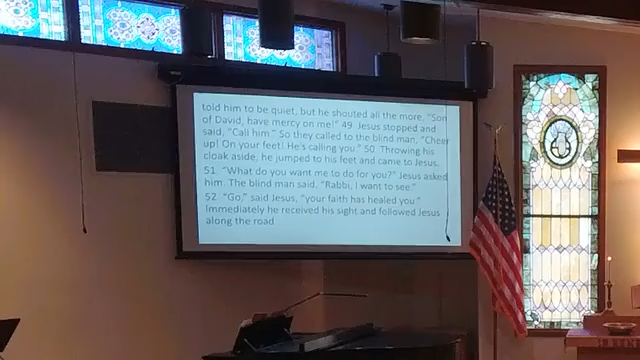 told him to be quiet, but he shouted all the more, "Son
of David, have mercy on me!" 49 Jesus stopped and
said, "Call him." So they called to the blind man, "Cheer
up! On your feet! He's calling you." 50 Throwing his
cloak aside, he jumped to his feet and came to Jesus.
51 "What do you want me to do for you?" Jesus asked
him. The blind man said, "Rabbi, I want to see."
52 "Go," said Jesus, "your faith has healed you."
Immediately he received his sight and followed Jesus
along the road